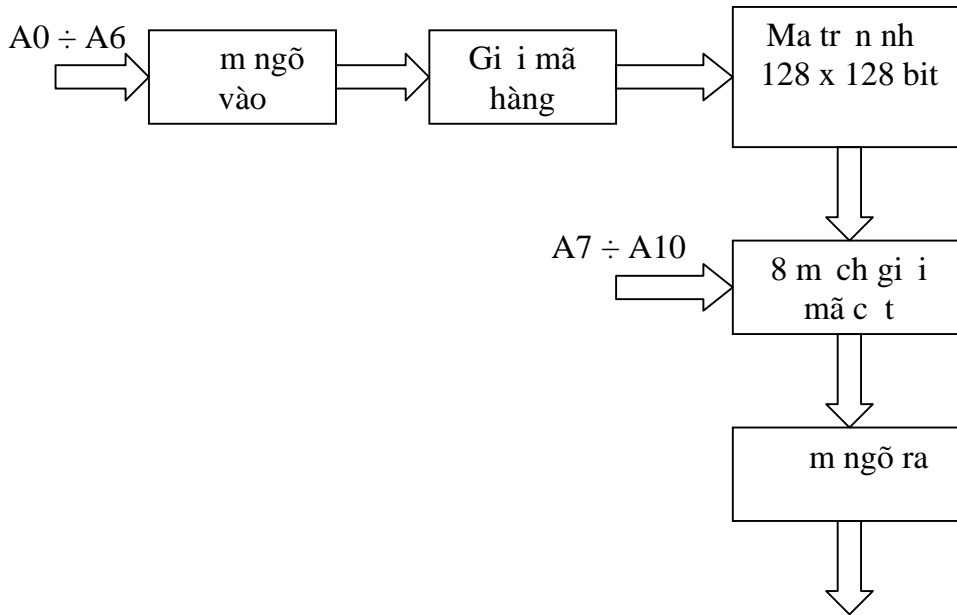 A0 ÷ A6
m ngõ
vào
Gi i mã
hàng
Ma tr n nh
128 x 128 bit
A7 ÷ A10
8 m ch gi i
mã c t
m ngõ ra